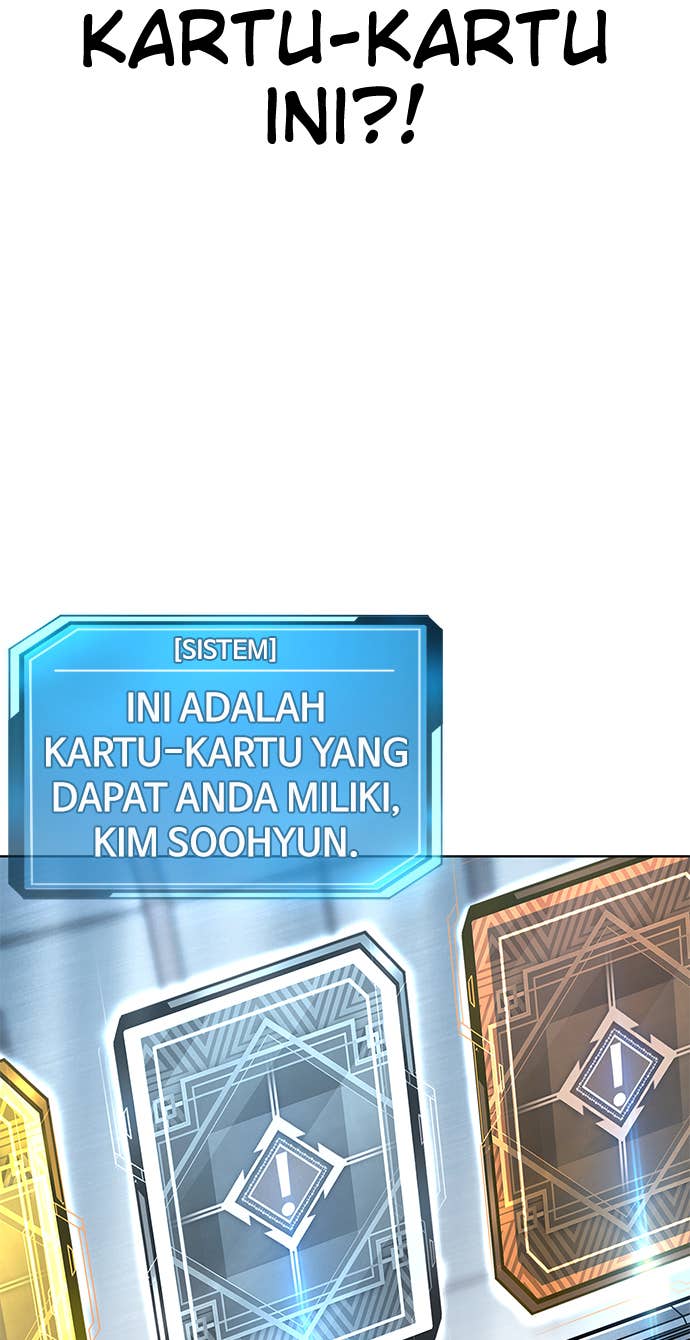 KARTU-KARTU
INI?!
[SISTEM]
INI ADALAH
KARTU-KARTU YANG
DAPAT ANDA MILIKI,
KIM SOOHYUN.
!
!